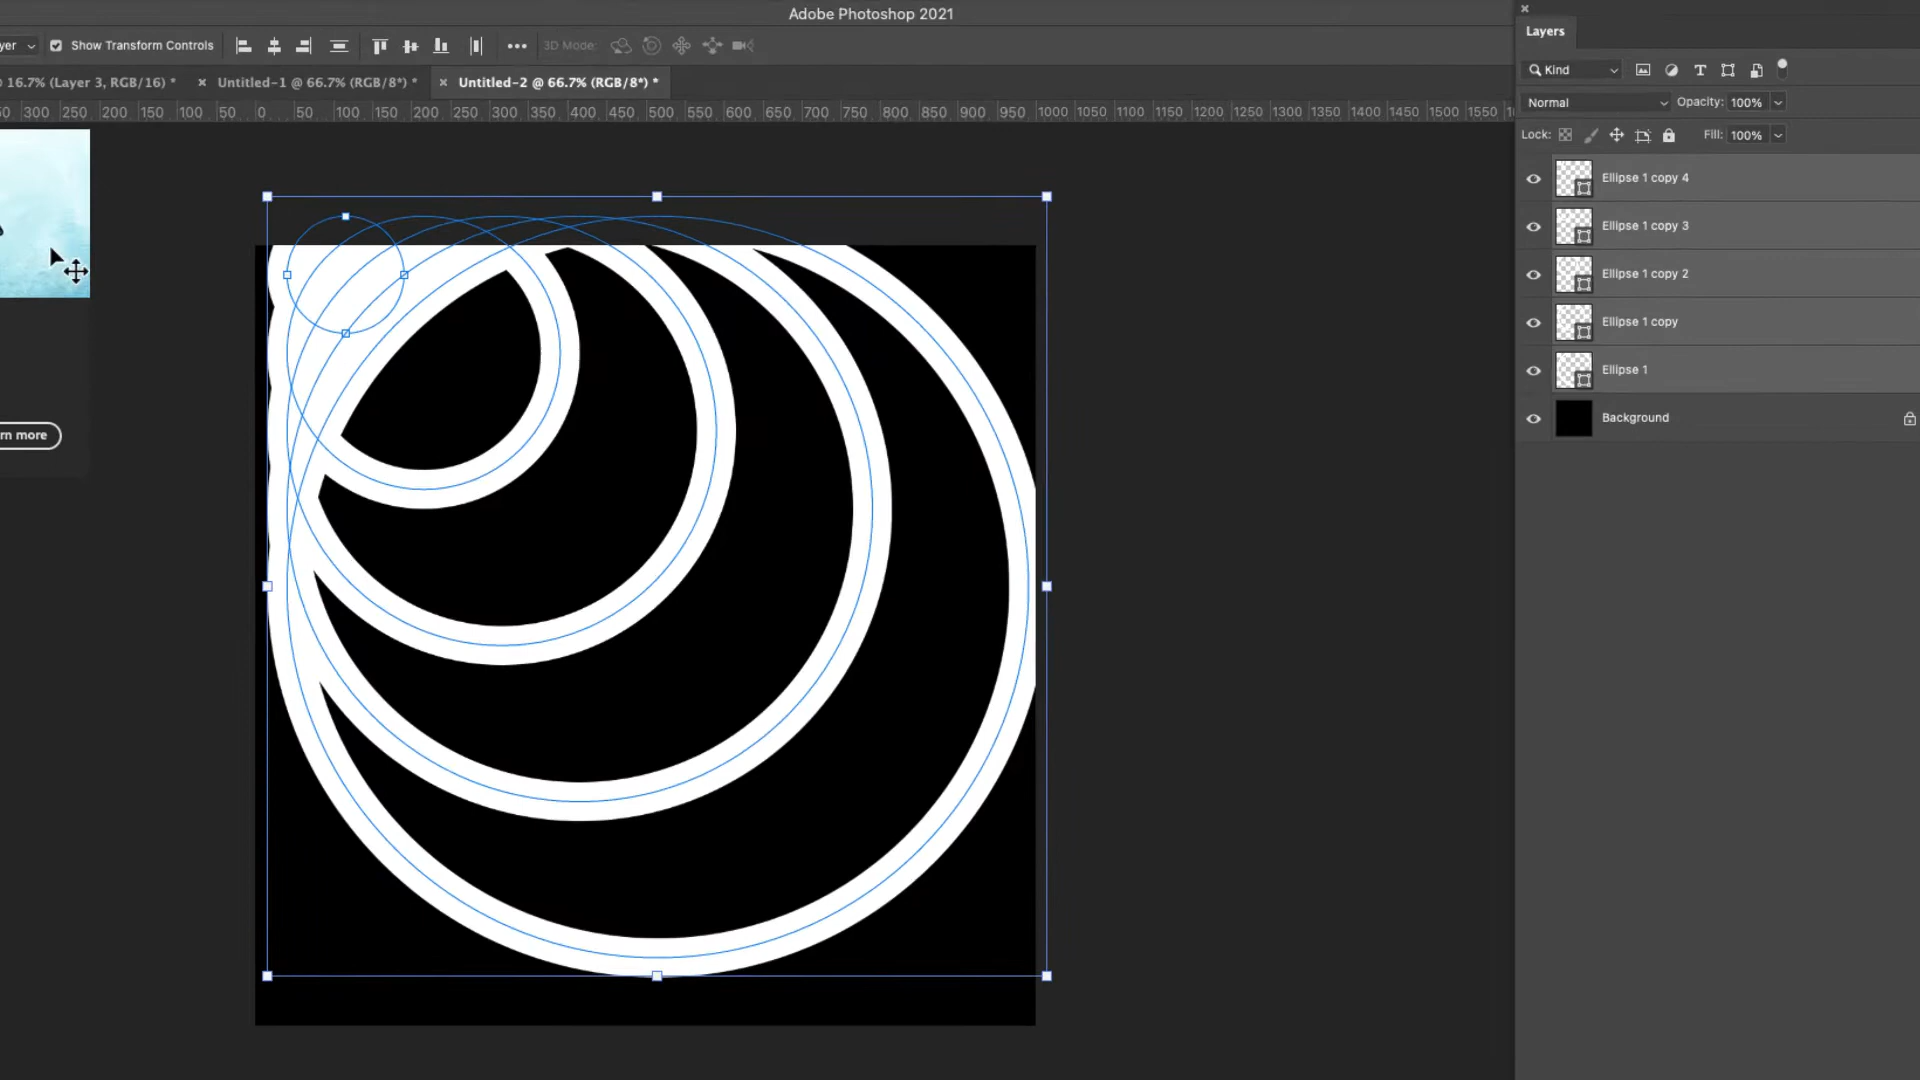 Adobe Photoshop 2021
yer Show Transform Controls 3D Mode:
16.7% (Layer 3, RGB/16) * Untitled-1 @ 66.7% (RGB/8*) * Untitled-2 @ 66.7% (RGB/8*) *
50 300 250 200 150 100 50 0 50 100 150 200 250 300 350 400 450 500 550 600 650 700 750 800 850 900 950 1000 1050 1100 1150 1200 1250 1300 1350 1400 1450 1500 1550
rn more
Layers
Kind
Normal Opacity: 100%
Lock: Fill: 100%
Ellipse 1 copy 4
Ellipse 1 copy 3
Ellipse 1 copy 2
Ellipse 1 copy
Ellipse 1
Background